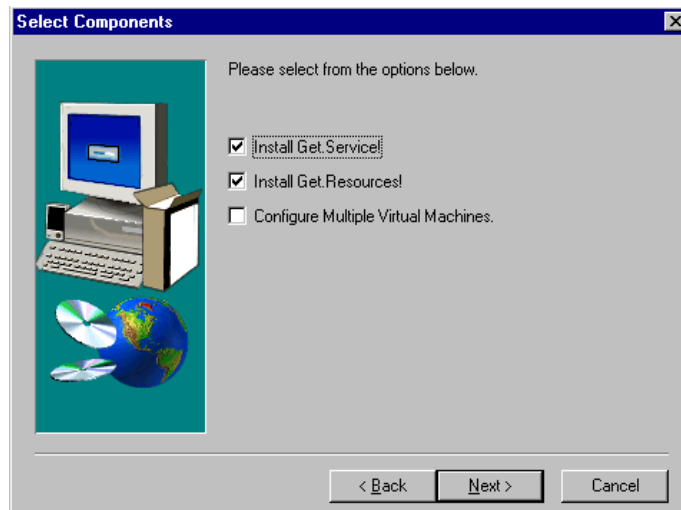 Select Components
Please select from the options below.
Install Get.Service!
Install Get.Resources!
Configure Multiple Virtual Machines.
< Back
Next >
Cancel